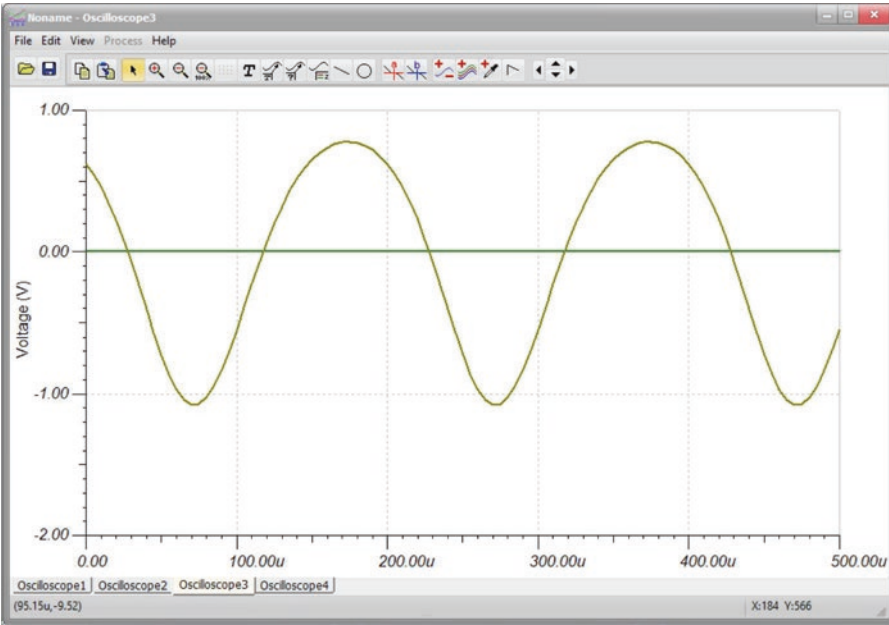 Noname - Oscilloscope3
File Edit View Process Help
T
1.00
0.00
-1.00
-2.00
Voltage (V)
0.00 100.00u 200.00u 300.00u 400.00u 500.00u
Oscilloscope1 Oscilloscope2 Oscilloscope3 Oscilloscope4
(95.15u,-9.52) X:184 Y:566